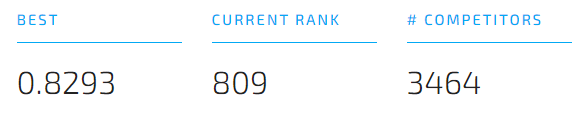 BEST CURRENT RANK # COMPETITORS
0.8293 809 3464